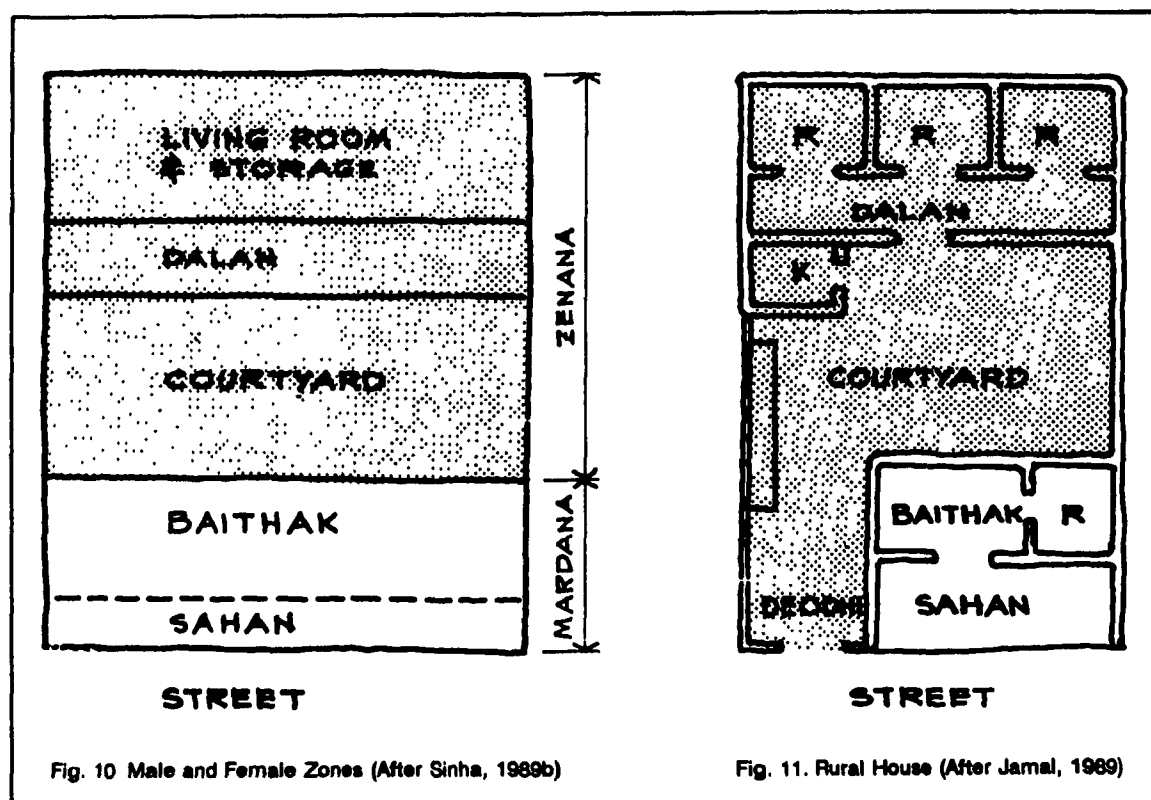 LIVING ROOM
& STORAGE
DALAN
COURTYARD
BAITHAK
SAHAN
STREET
ZENANA
MARDANA
Fig. 10 Male and Female Zones (After Sinha, 1989b)
R R R
DALAN
K
COURTYARD
BAITHAK R
DEODHI SAHAN
STREET
Fig. 11. Rural House (After Jamal, 1989)